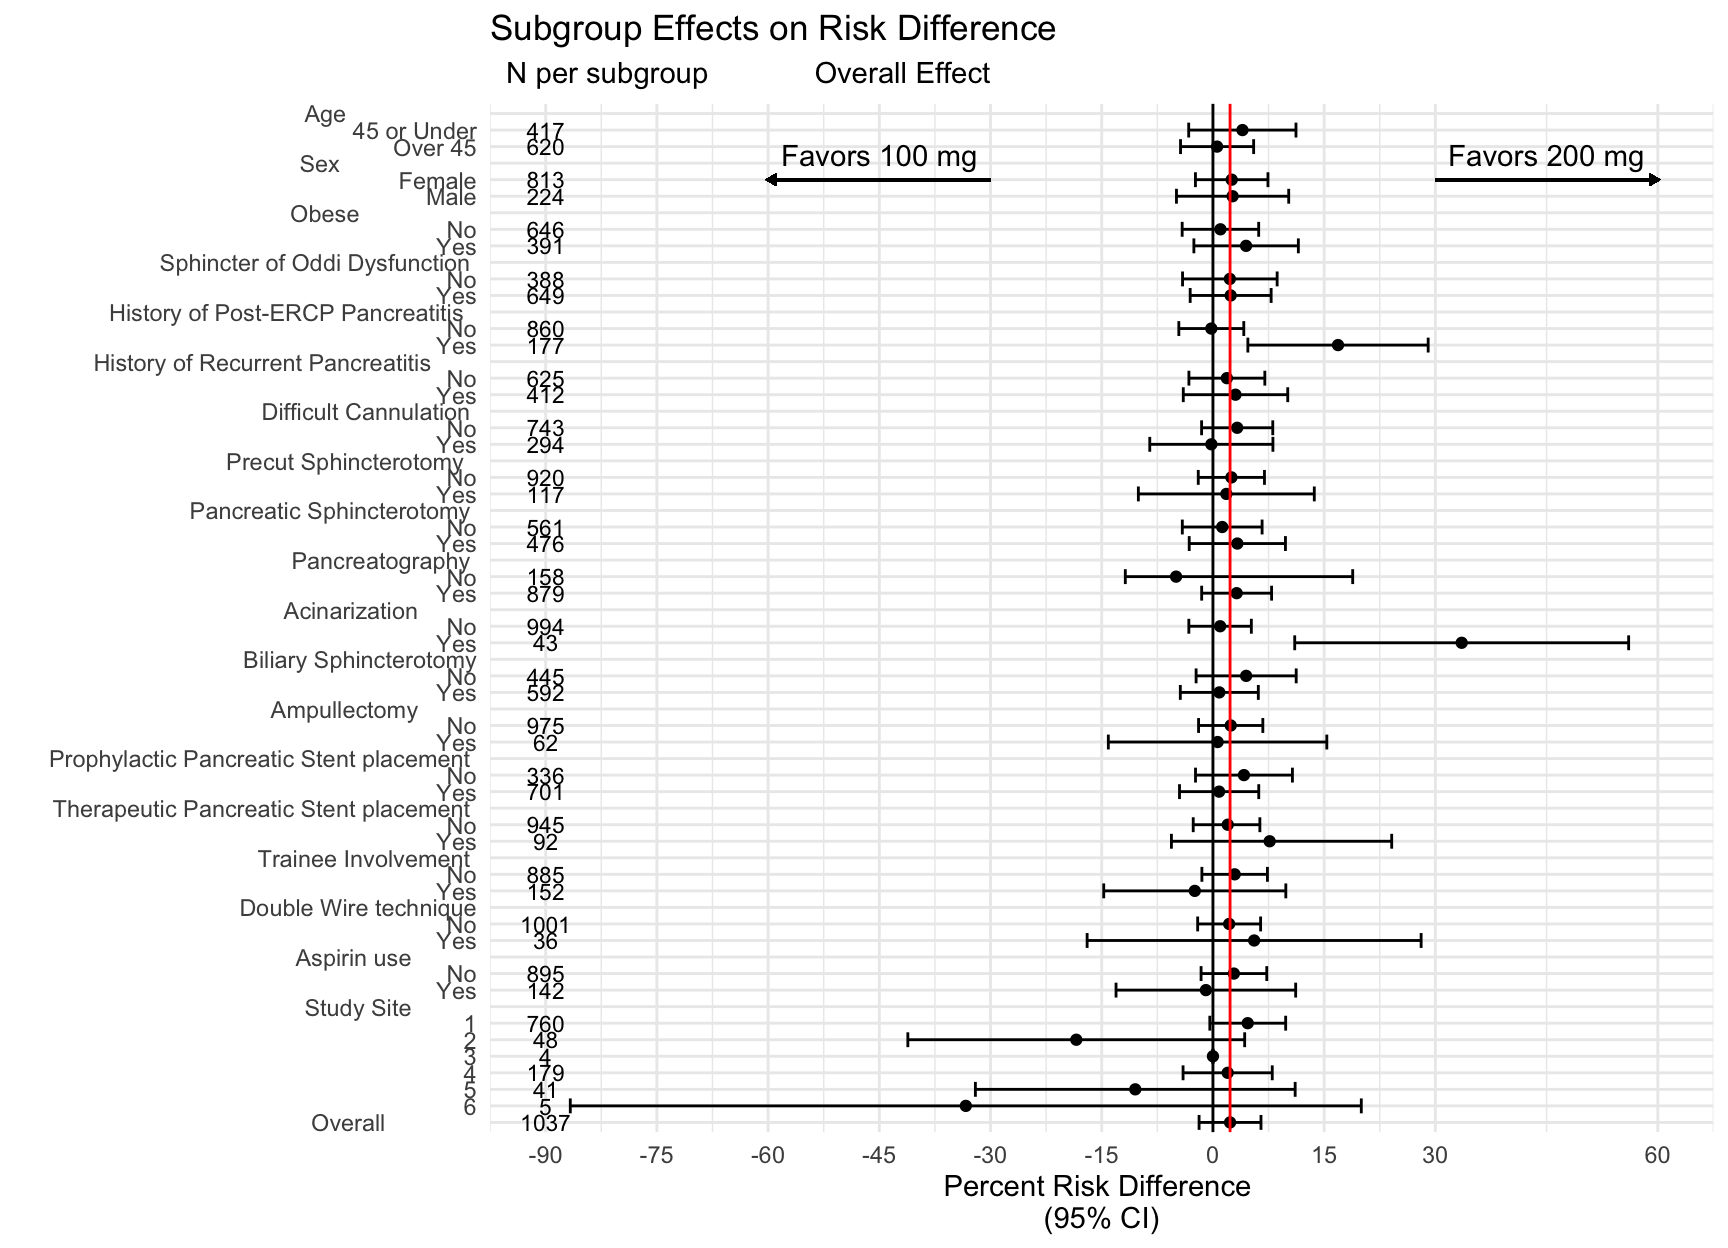 Subgroup Effects on Risk Difference
N per subgroup Overall Effect
Age
45 or Under 417
Over 45 620
Favors 100 mg Favors 200 mg
Sex
Female 813
Male 224
Obese
No 646
Yes 391
Sphincter of Oddi Dysfunction
No 388
Yes 649
History of Post-ERCP Pancreatitis
No 860
Yes 177
History of Recurrent Pancreatitis
No 625
Yes 412
Difficult Cannulation
No 743
Yes 294
Precut Sphincterotomy
No 920
Yes 117
Pancreatic Sphincterotomy
No 561
Yes 476
Pancreatography
No 158
Yes 879
Acinarization
No 994
Yes 43
Biliary Sphincterotomy
No 445
Yes 592
Ampullectomy
No 975
Yes 62
Prophylactic Pancreatic Stent placement
No 336
Yes 701
Therapeutic Pancreatic Stent placement
No 945
Yes 92
Trainee Involvement
No 885
Yes 152
Double Wire technique
No 1001
Yes 36
Aspirin use
No 895
Yes 142
Study Site
1 760
2 48
3 4
4 179
5 41
6 5
Overall 1037
-90 -75 -60 -45 -30 -15 0 15 30 60
Percent Risk Difference
(95% CI)